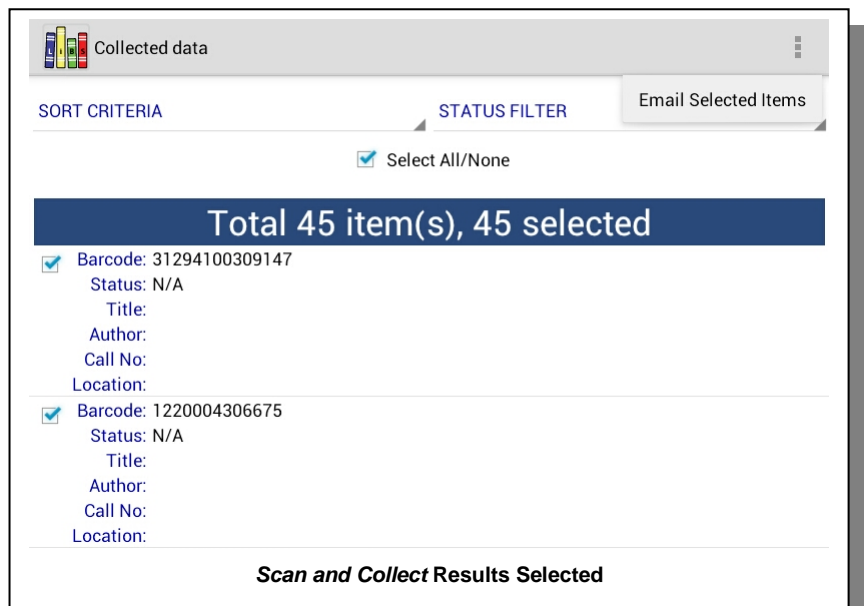 L i B S Collected data
Email Selected Items
SORT CRITERIA STATUS FILTER
Select All/None
Total 45 item(s), 45 selected
Barcode: 31294100309147
Status: N/A
Title:
Author:
Call No:
Location:
Barcode: 1220004306675
Status: N/A
Title:
Author:
Call No:
Location:
Scan and Collect Results Selected